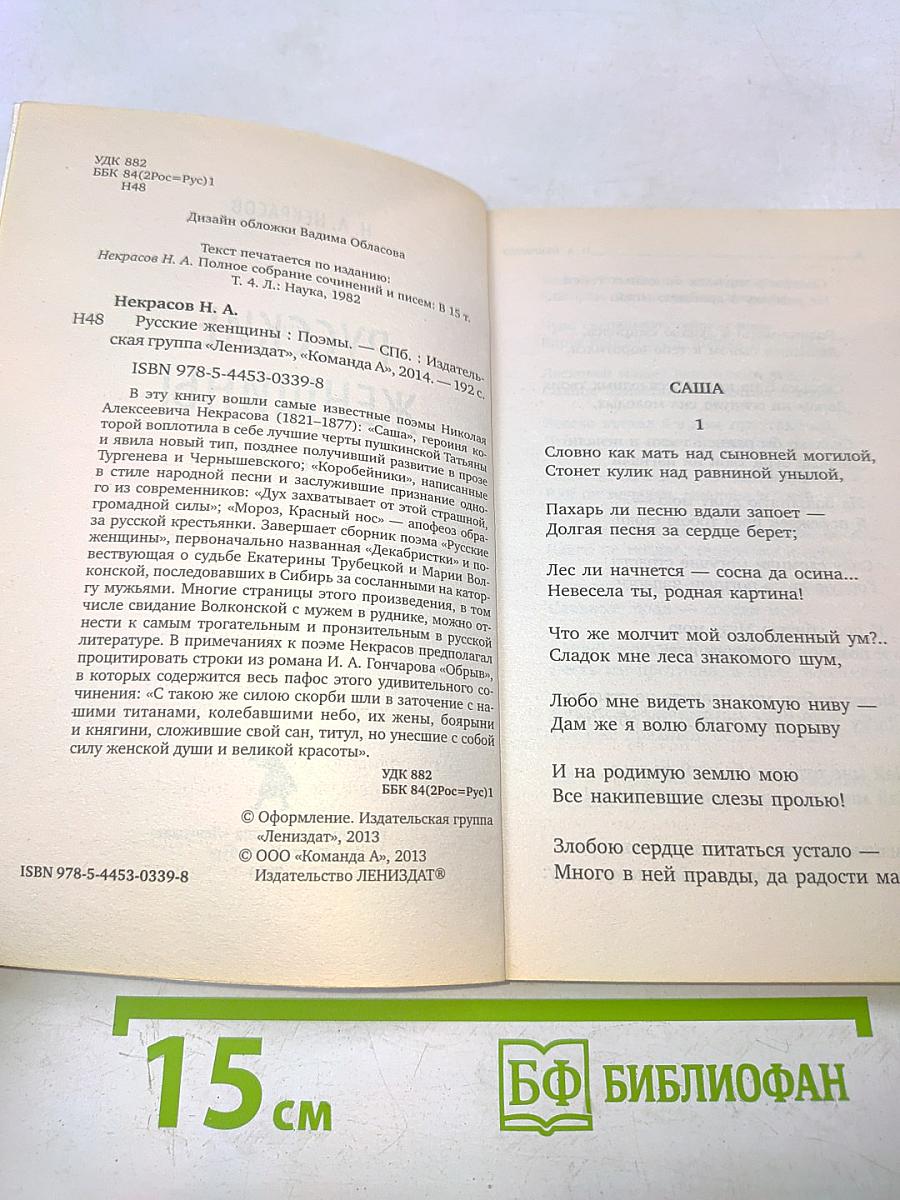 УДК 882
ББК 84(2Рос=Рус)1
Н48
Дизайн обложки Вадима Обласова
Текст печатается по изданию:
Некрасов Н. А. Полное собрание сочинений и писем: В 15 т.
Т. 4. Л.: Наука, 1982
Некрасов Н. А.
Н48 Русские женщины : Поэмы. — СПб. : Издатель-
ская группа «Лениздат», «Команда А», 2014. — 192 с.
ISBN 978-5-4453-0339-8
В эту книгу вошли самые известные поэмы Николая
Алексеевича Некрасова (1821–1877): «Саша», героиня ко-
торой воплотила в себе лучшие черты пушкинской Татьяны
и явила новый тип, позднее получивший развитие в прозе
Тургенева и Чернышевского; «Коробейники», написанные
в стиле народной песни и заслужившие признание одно-
го из современников: «Дух захватывает от этой страшной,
громадной силы»; «Мороз, Красный нос» — апофеоз обра-
за русской крестьянки. Завершает сборник поэма «Русские
женщины», первоначально названная «Декабристки» и по-
вествующая о судьбе Екатерины Трубецкой и Марии Вол-
конской, последовавших в Сибирь за сосланными на катор-
гу мужьями. Многие страницы этого произведения, в том
числе свидание Волконской с мужем в руднике, можно от-
нести к самым трогательным и пронзительным в русской
литературе. В примечаниях к поэме Некрасов предполагал
процитировать строки из романа И. А. Гончарова «Обрыв»,
в которых содержится весь пафос этого удивительного со-
чинения: «С такою же силою скорби шли в заточение с на-
шими титанами, колебавшими небо, их жены, боярыни
и княгини, сложившие свой сан, титул, но унесшие с собой
силу женской души и великой красоты».
УДК 882
ББК 84(2Рос=Рус)1
© Оформление. Издательская группа
«Лениздат», 2013
© ООО «Команда А», 2013
ISBN 978-5-4453-0339-8 Издательство ЛЕНИЗДАТ®
САША
1
Словно как мать над сыновней могилой,
Стонет кулик над равниной унылой,
Пахарь ли песню вдали запоет —
Долгая песня за сердце берет;
Лес ли начнется — сосна да осина...
Невесела ты, родная картина!
Что же молчит мой озлобленный ум?..
Сладок мне леса знакомого шум,
Любо мне видеть знакомую ниву —
Дам же я волю благому порыву
И на родимую землю мою
Все накипевшие слезы пролью!
Злобою сердце питаться устало —
Много в ней правды, да радости ма
15 см
БФ БИБЛИОФАН